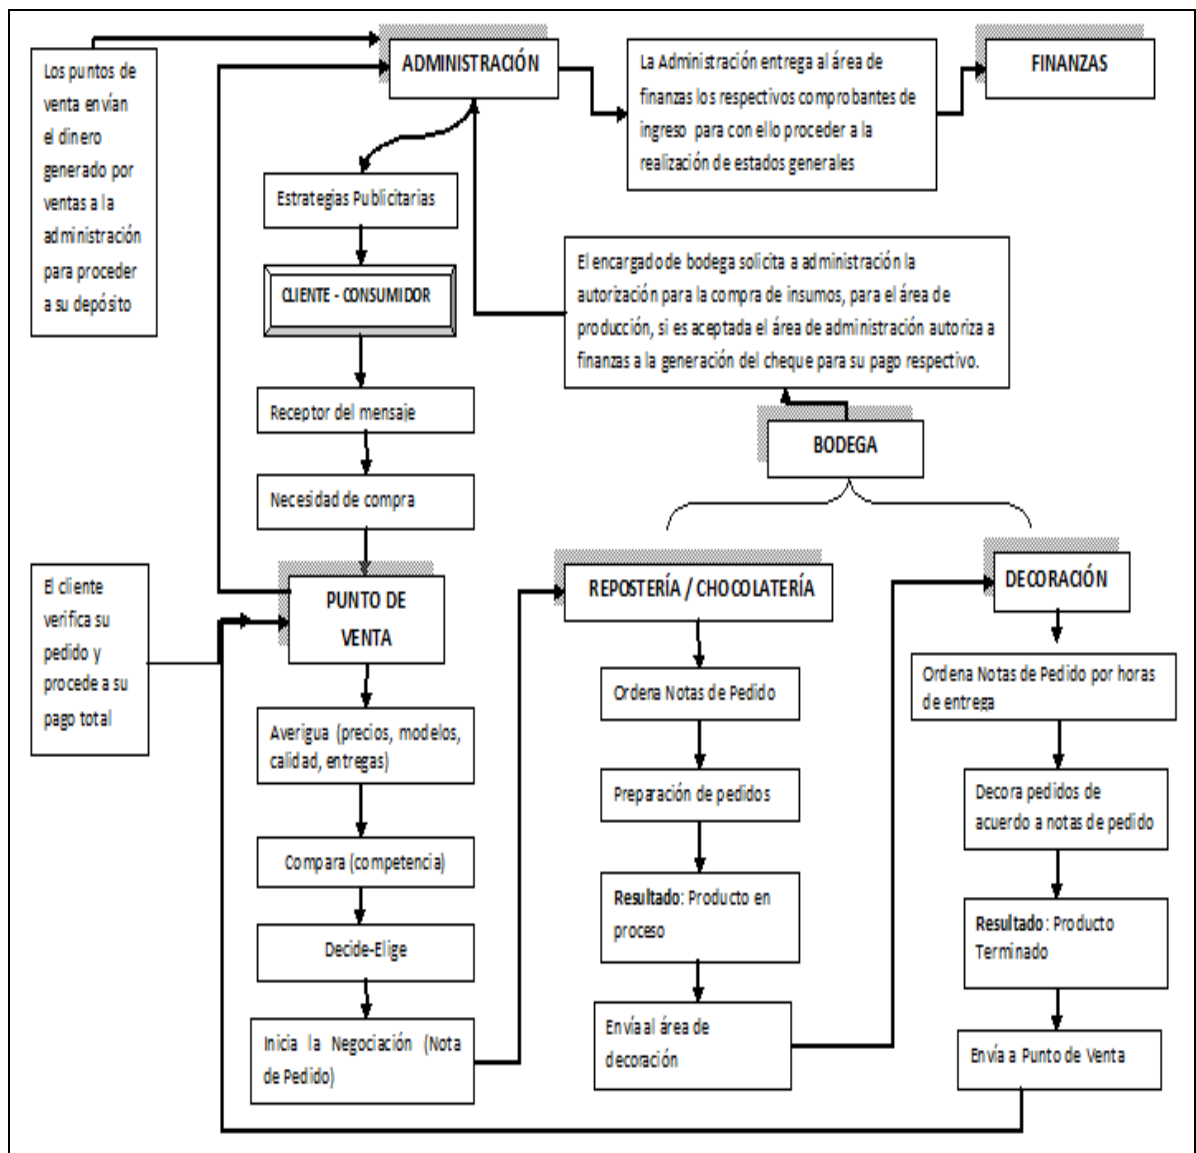 Los puntos de
venta envían
el dinero
generado por
ventas a la
administración
para proceder
a su depósito
ADMINISTRACIÓN
La Administración entrega al área de
finanzas los respectivos comprobantes de
ingreso para con ello proceder a la
realización de estados generales
FINANZAS
Estrategias Publicitarias
CLIENTE - CONSUMIDOR
El encargado de bodega solicita a administración la
autorización para la compra de insumos, para el área de
producción, si es aceptada el área de administración autoriza a
finanzas a la generación del cheque para su pago respectivo.
Receptor del mensaje
BODEGA
Necesidad de compra
El cliente
verifica su
pedido y
procede a su
pago total
PUNTO DE
VENTA
Averigua (precios, modelos,
calidad, entregas)
Compara (competencia)
Decide-Elige
Inicia la Negociación (Nota
de Pedido)
REPOSTERÍA / CHOCOLATERÍA
Ordena Notas de Pedido
Preparación de pedidos
Resultado: Producto en
proceso
Envía al área de
decoración
DECORACIÓN
Ordena Notas de Pedido por horas
de entrega
Decora pedidos de
acuerdo a notas de pedido
Resultado: Producto
Terminado
Envía a Punto de Venta